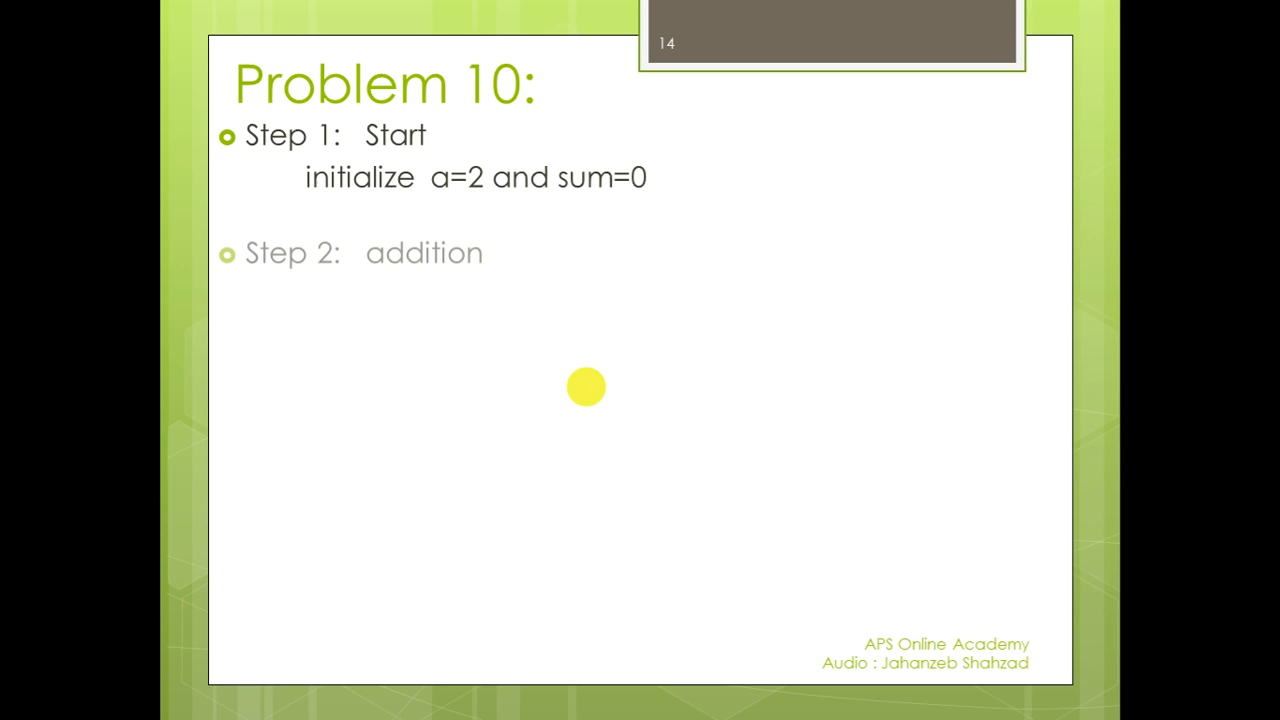 14
Problem 10:
Step 1: Start
initialize a=2 and sum=0
Step 2: addition
APS Online Academy
Audio : Jahanzeb Shahzad